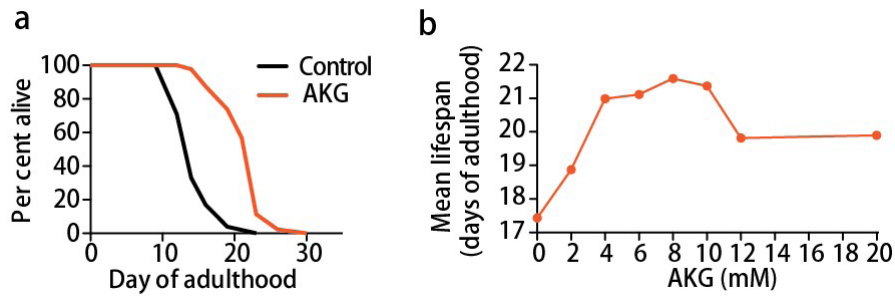 a
Per cent alive
100
80
60
40
20
0
0 10 20 30
Day of adulthood
Control
AKG
b
Mean lifespan
(days of adulthood)
22
21
20
19
18
17
0 2 4 6 8 10 12 14 16 18 20
AKG (mM)